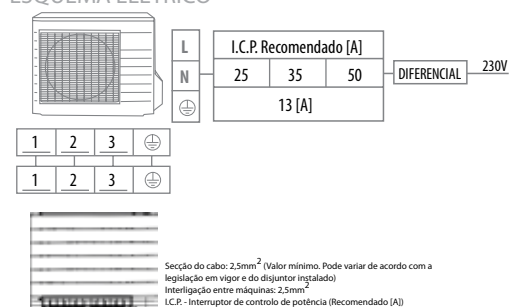 ESQUEMA ELÉTRICO
L
I.C.P. Recomendado [A]
N
25 35 50
DIFERENCIAL
230V
13 [A]
1 2 3
1 2 3
Secção do cabo: 2,5mm2 (Valor mínimo. Pode variar de acordo com a
legislação em vigor e do disjuntor instalado)
Interligação entre máquinas: 2,5mm2
I.C.P. - Interruptor de controlo de potência (Recomendado [A])